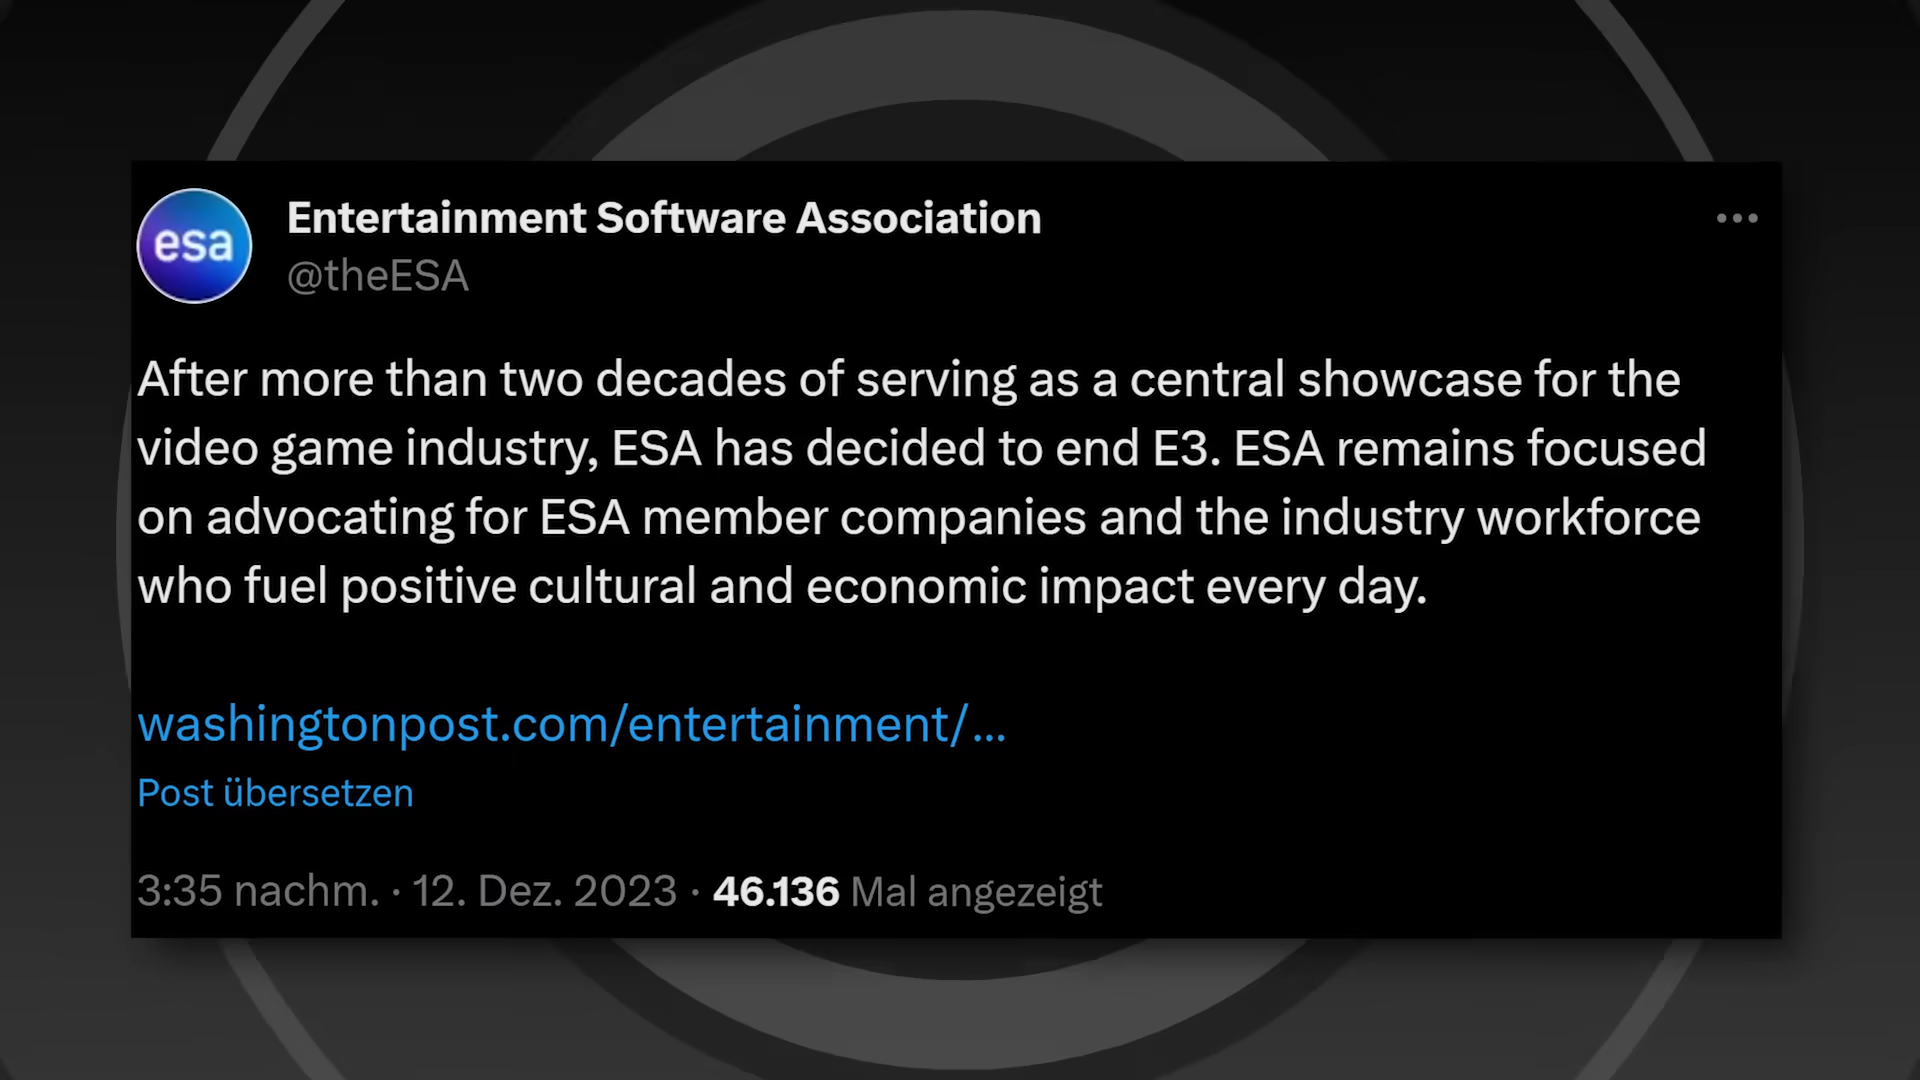 esa
Entertainment Software Association
@theESA
After more than two decades of serving as a central showcase for the
video game industry, ESA has decided to end E3. ESA remains focused
on advocating for ESA member companies and the industry workforce
who fuel positive cultural and economic impact every day.
washingtonpost.com/entertainment/...
Post übersetzen
3:35 nachm. · 12. Dez. 2023 · 46.136 Mal angezeigt